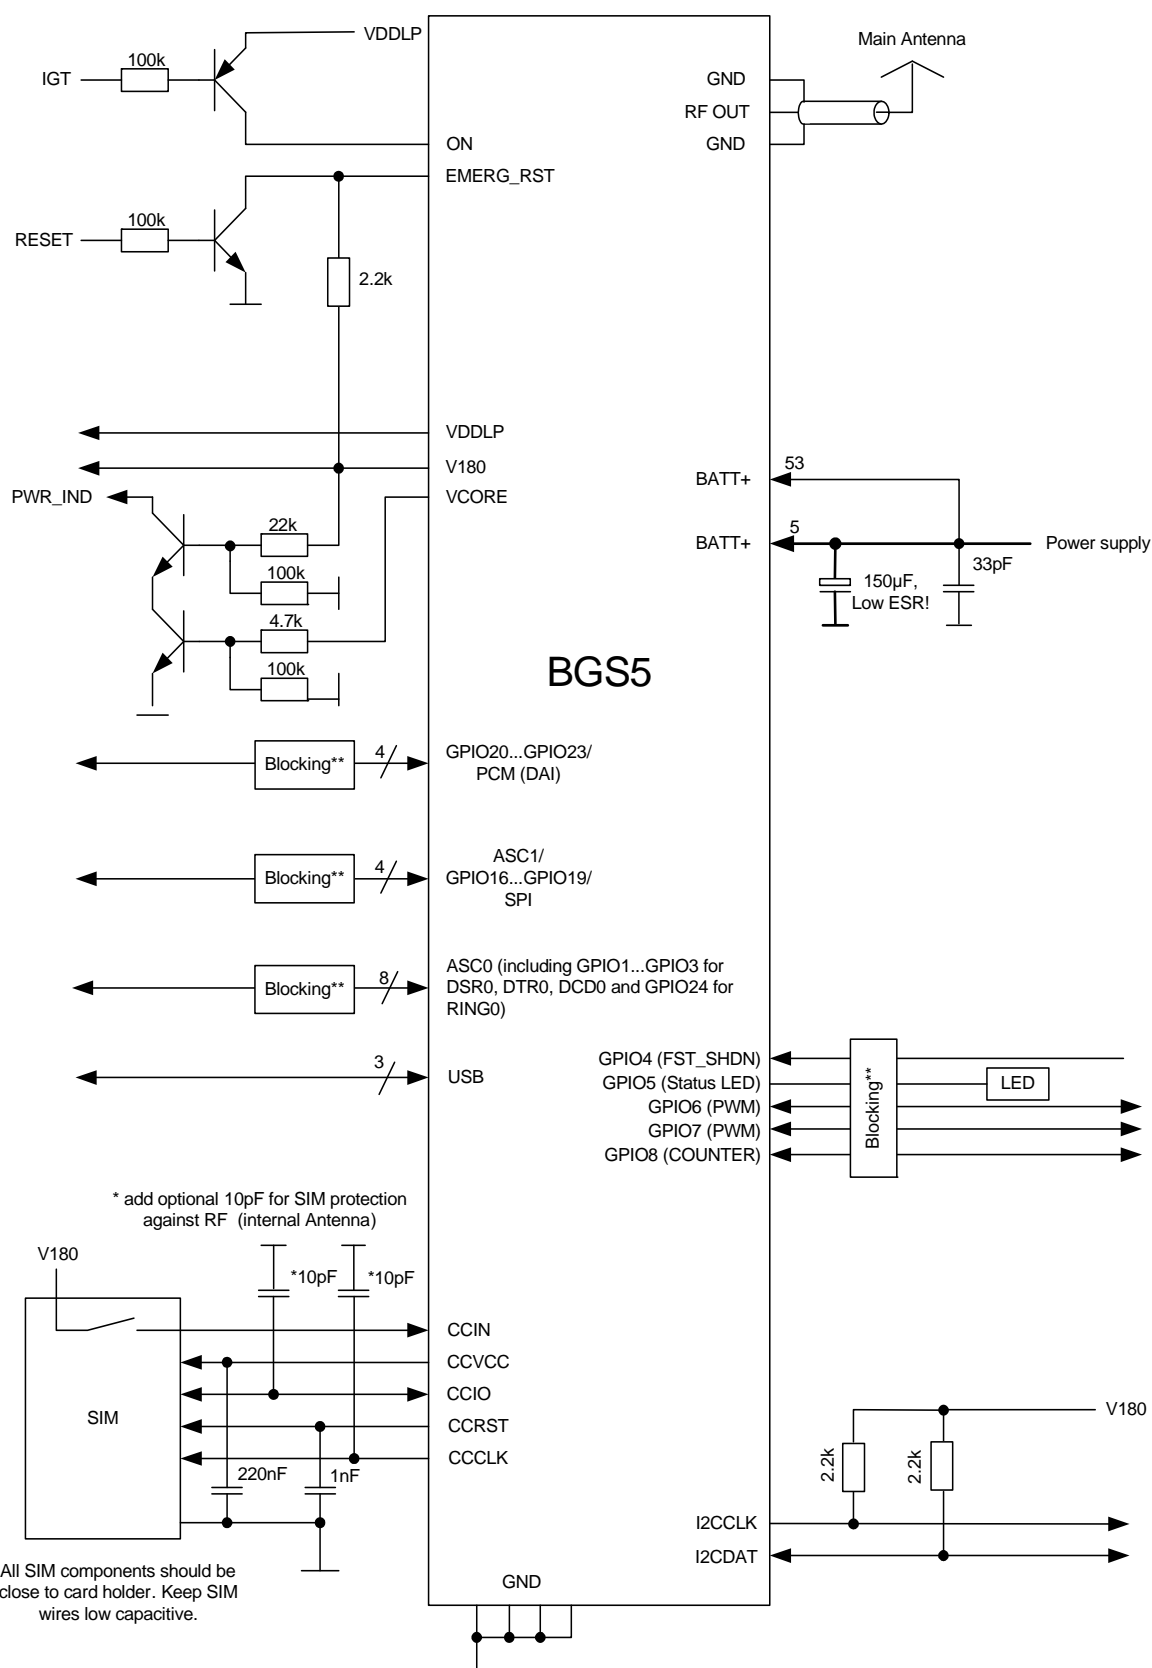 VDDLP
Main Antenna
100k
IGT
GND
RF OUT
ON
GND
EMERG_RST
100k
RESET
2.2k
VDDLP
V180
53
BATT+
PWR_IND
VCORE
22k
5
BATT+
Power supply
33pF
100k
150µF,
Low ESR!
4.7k
100k
BGS5
GPIO20...GPIO23/
PCM (DAI)
Blocking**
4
ASC1/
GPIO16...GPIO19/
SPI
Blocking**
4
ASC0 (including GPIO1...GPIO3 for
DSR0, DTR0, DCD0 and GPIO24 for
RING0)
Blocking**
8
3
USB
GPIO4 (FST_SHDN)
GPIO5 (Status LED)
GPIO6 (PWM)
GPIO7 (PWM)
GPIO8 (COUNTER)
Blocking**
LED
* add optional 10pF for SIM protection
against RF (internal Antenna)
V180
*10pF
*10pF
CCIN
CCVCC
CCIO
CCRST
CCCLK
SIM
220nF
1nF
V180
2.2k
2.2k
I2CCLK
I2CDAT
All SIM components should be
close to card holder. Keep SIM
wires low capacitive.
GND